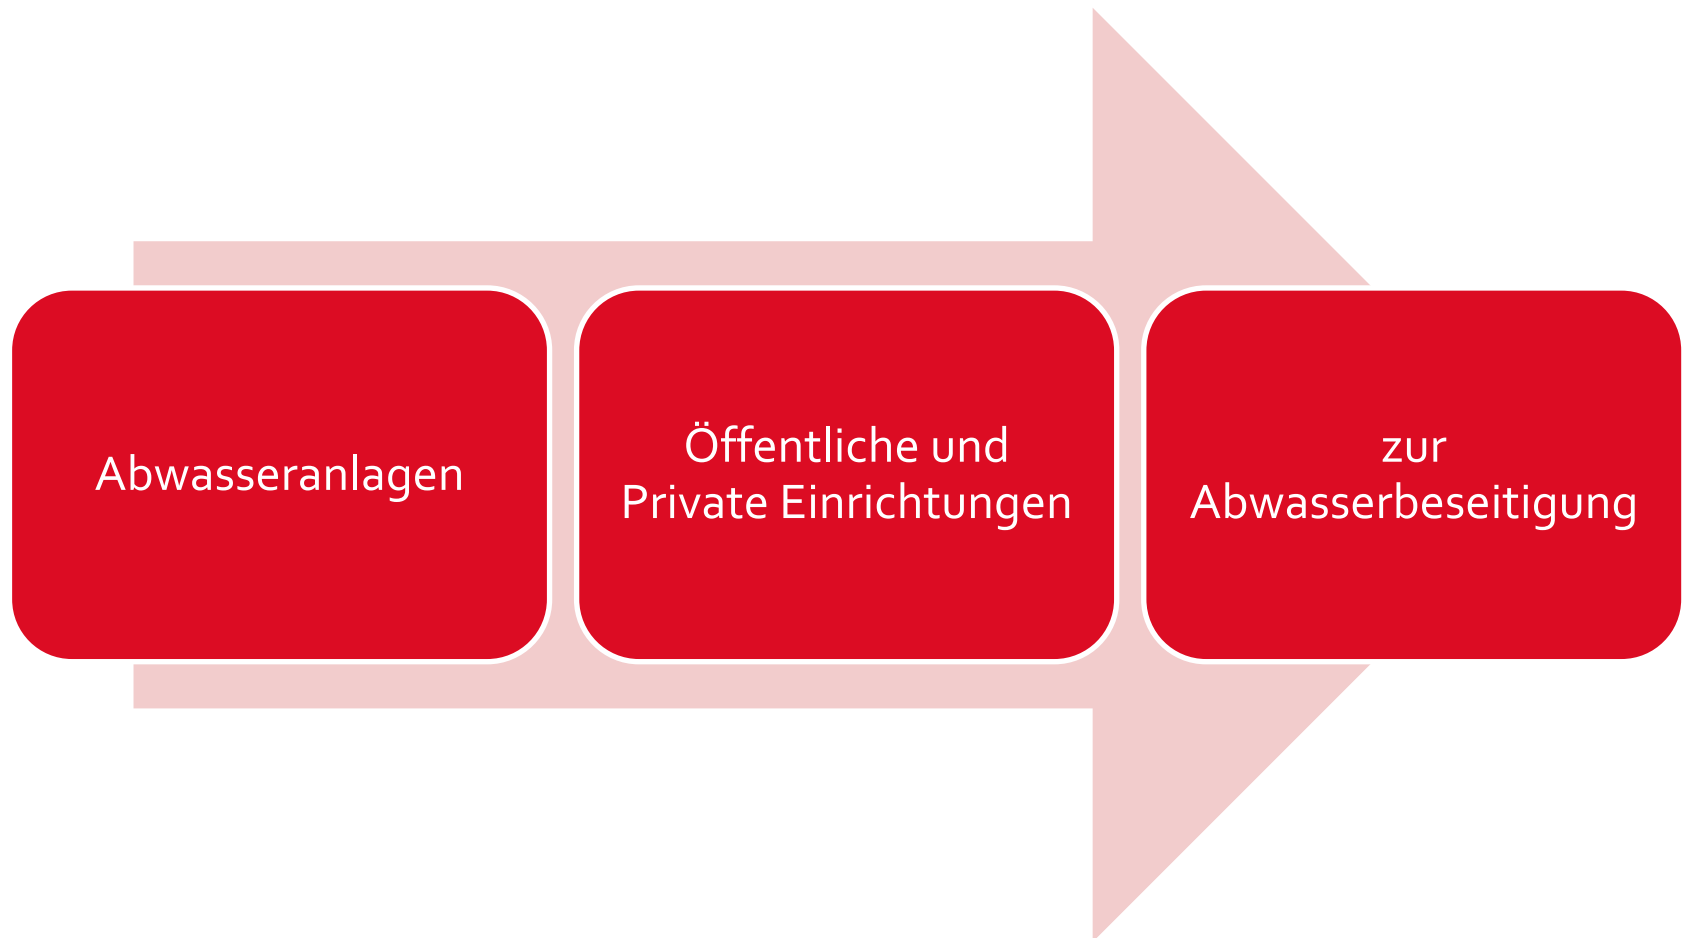 Abwasseranlagen
Öffentliche und
Private Einrichtungen
zur
Abwasserbeseitigung